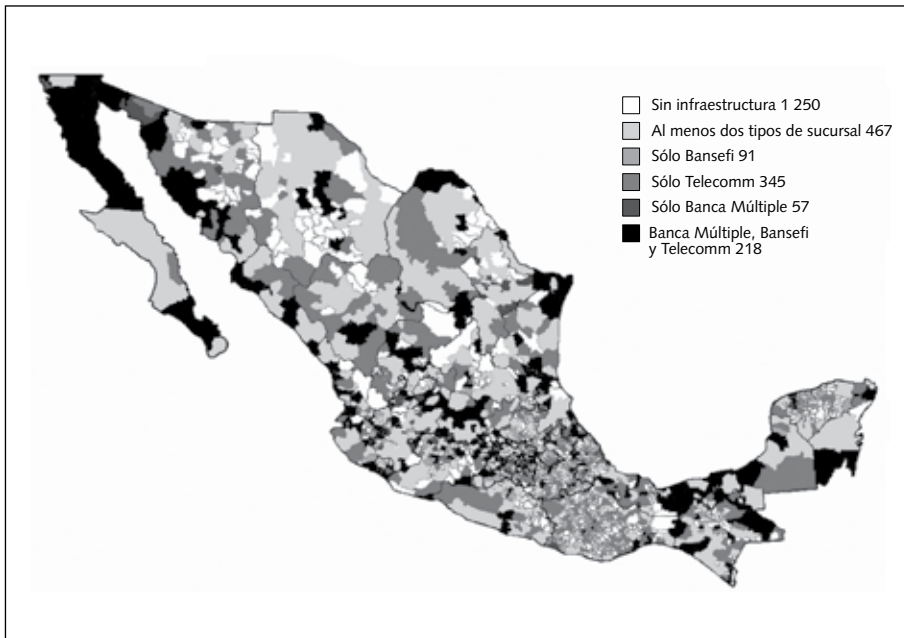 Sin infraestructura 1 250
Al menos dos tipos de sucursal 467
Sólo Bansefi 91
Sólo Telecomm 345
Sólo Banca Múltiple 57
Banca Múltiple, Bansefi
y Telecomm 218